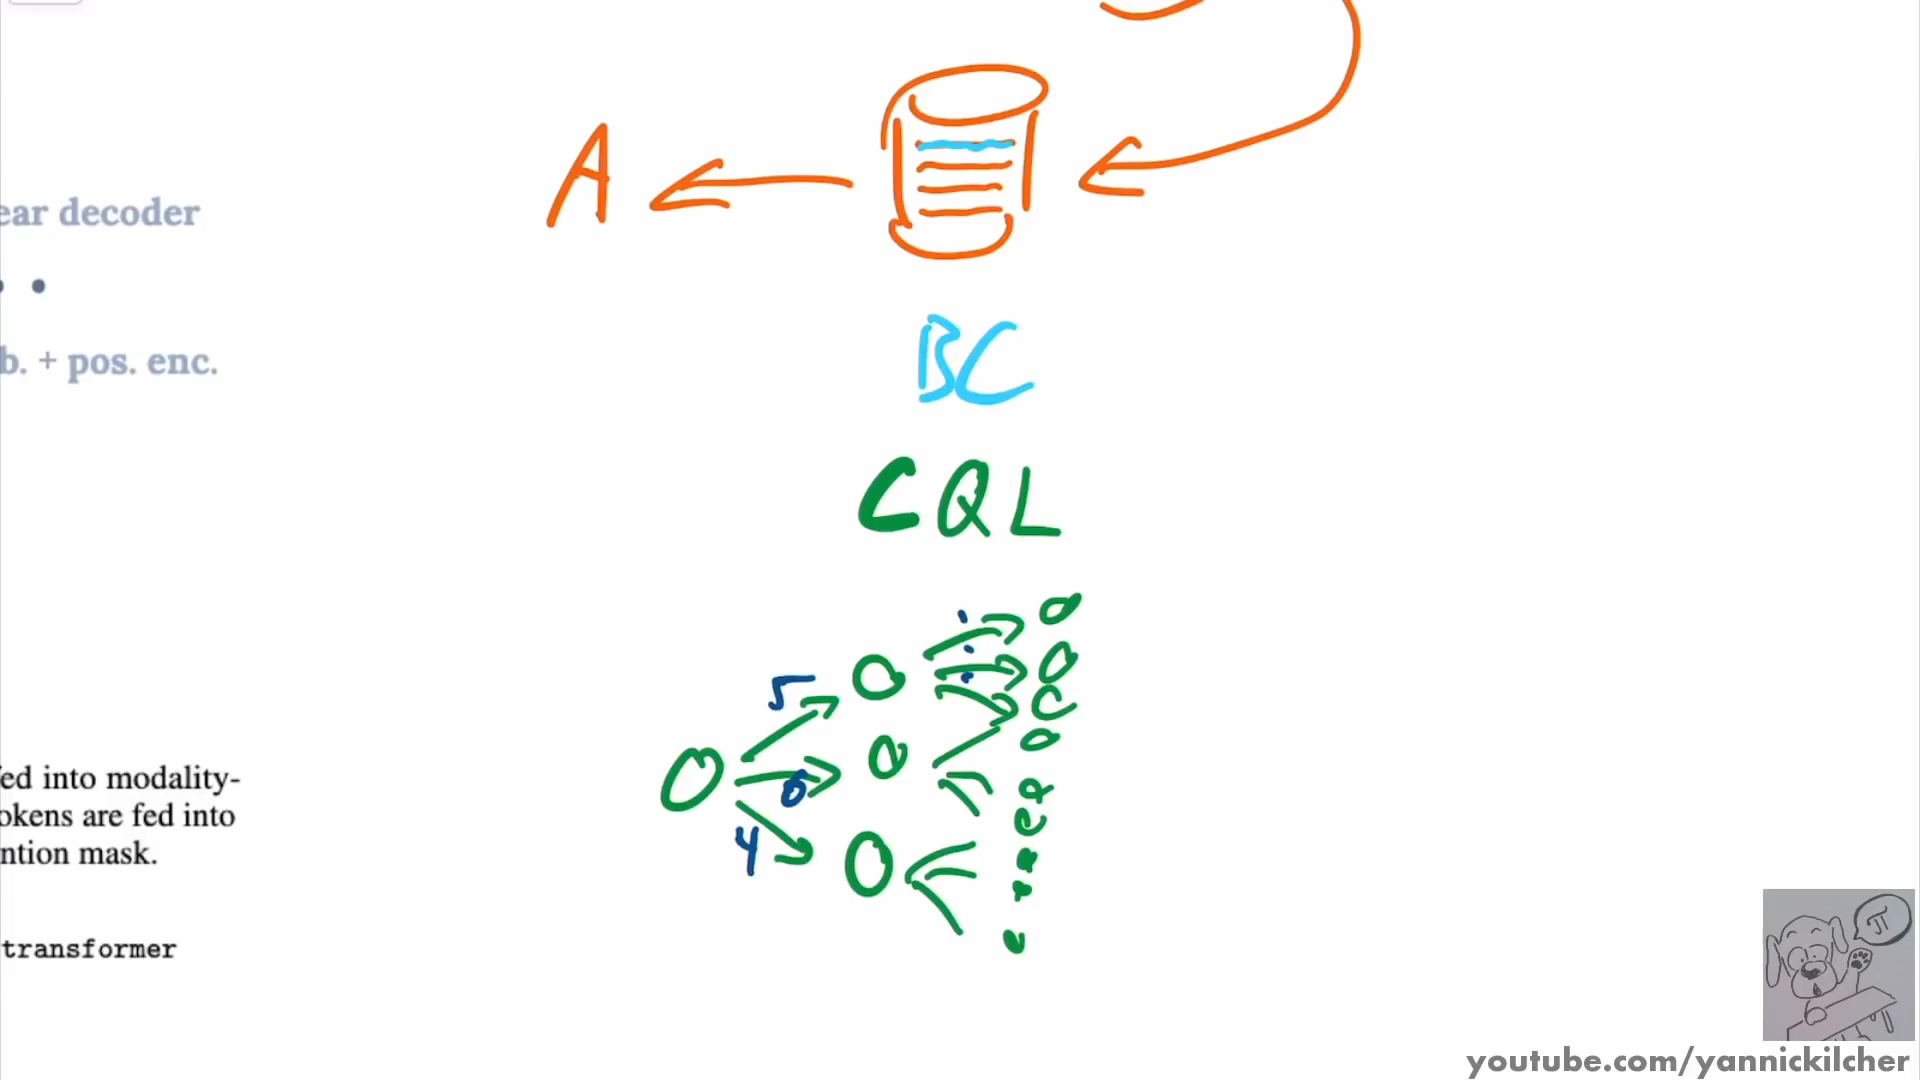 A
ear decoder
b. + pos. enc.
BC
CQL
5
4
ed into modality-
okens are fed into
ntion mask.
transformer
π
youtube.com/yannickilcher